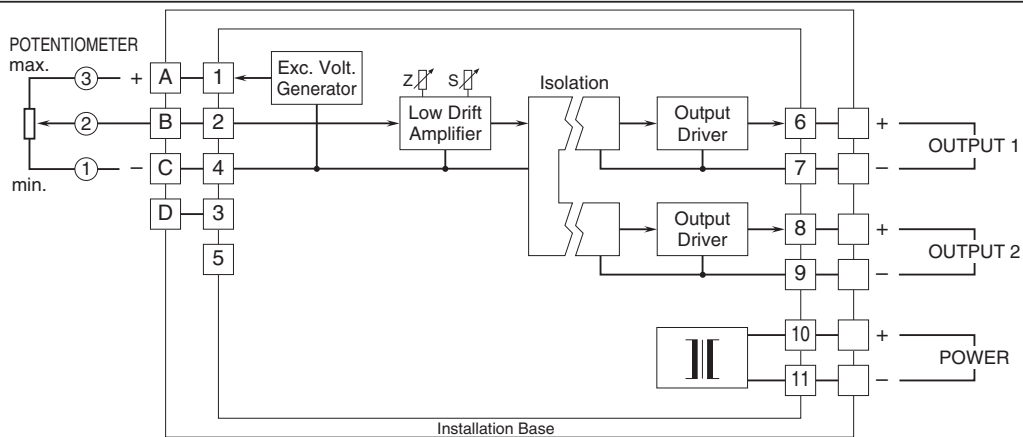 POTENTIOMETER
max.
3 + A 1
Exc. Volt.
Generator
Z S
Isolation
2 B 2
Low Drift
Amplifier
Output
Driver
6 +
OUTPUT 1
1 – C 4
7 –
min.
D 3
5
Output
Driver
8 +
OUTPUT 2
9 –
10 +
POWER
11 –
Installation Base